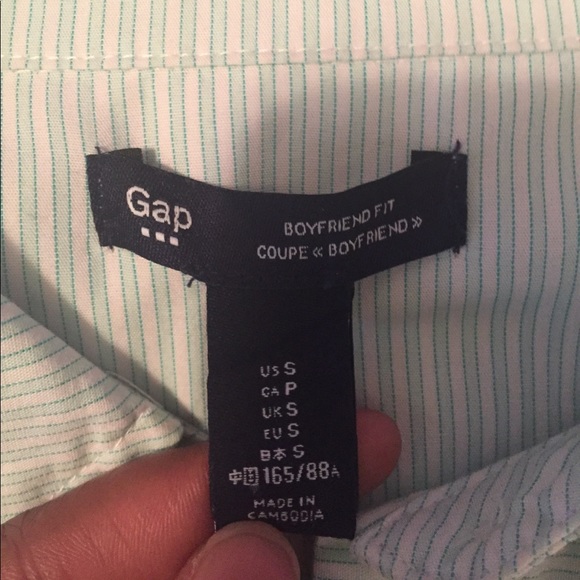 Gap
BOYFRIEND FIT
COUPE « BOYFRIEND »
US S
CA P
UK S
EU S
日本 S
中国 165/88A
MADE IN
CAMBODIA